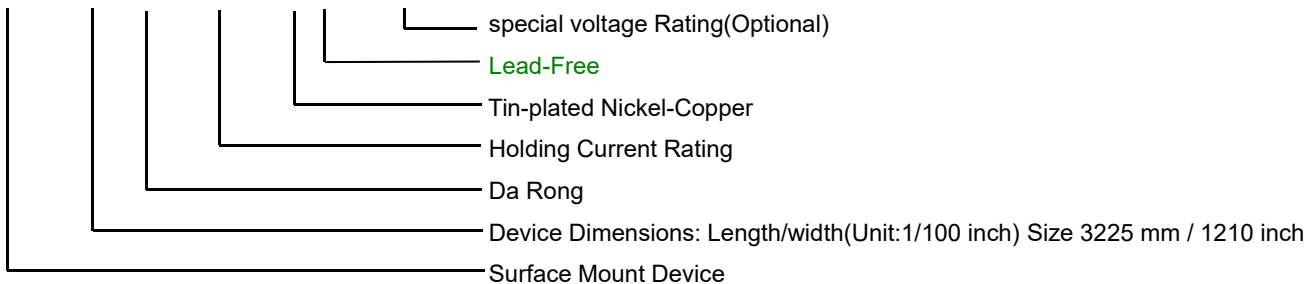 special voltage Rating(Optional)
Lead-Free
Tin-plated Nickel-Copper
Holding Current Rating
Da Rong
Device Dimensions: Length/width(Unit:1/100 inch) Size 3225 mm / 1210 inch
Surface Mount Device